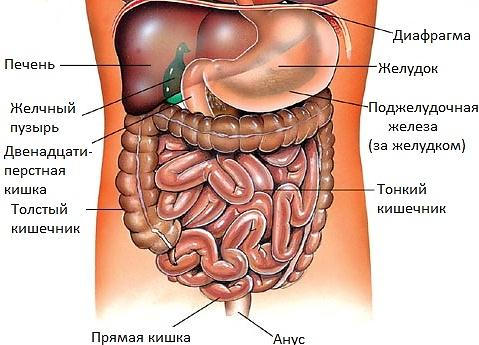 Печень
Желчный
пузырь
Двенадцати-
перстная
кишка
Толстый
кишечник
Прямая кишка
Диафрагма
Желудок
Поджелудочная
железа
(за желудком)
Тонкий
кишечник
Анус